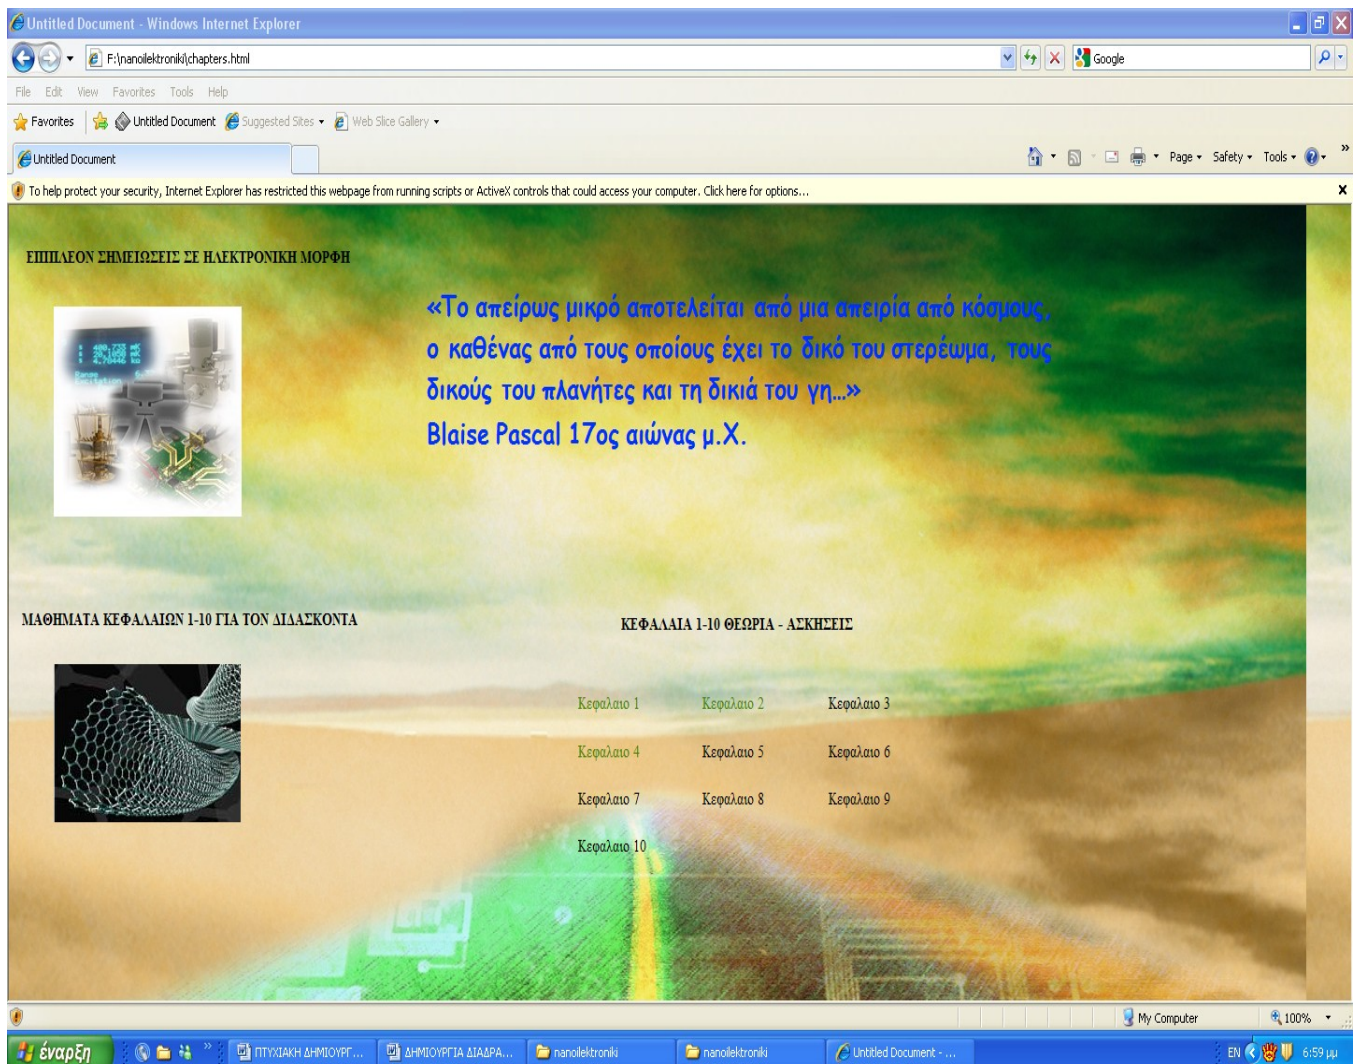 Untitled Document - Windows Internet Explorer
F:\nanoilektroniki\chapters.html
Google
File Edit View Favorites Tools Help
Favorites Untitled Document Suggested Sites Web Slice Gallery
Untitled Document
Page Safety Tools »
To help protect your security, Internet Explorer has restricted this webpage from running scripts or ActiveX controls that could access your computer. Click here for options...
ΕΠΙΠΛΕΟΝ ΣΗΜΕΙΩΣΕΙΣ ΣΕ ΗΛΕΚΤΡΟΝΙΚΗ ΜΟΡΦΗ
«Το απείρως μικρό αποτελείται από μια απειρία από κόσμους,
ο καθένας από τους οποίους έχει το δικό του στερέωμα, τους
δικούς του πλανήτες και τη δικιά του γη...»
Blaise Pascal 17ος αιώνας μ.Χ.
Range
ΜΑΘΗΜΑΤΑ ΚΕΦΑΛΑΙΩΝ 1-10 ΓΙΑ ΤΟΝ ΔΙΔΑΣΚΟΝΤΑ
ΚΕΦΑΛΑΙΑ 1-10 ΘΕΩΡΙΑ - ΑΣΚΗΣΕΙΣ
Κεφαλαιο 1 Κεφαλαιο 2 Κεφαλαιο 3
Κεφαλαιο 4 Κεφαλαιο 5 Κεφαλαιο 6
Κεφαλαιο 7 Κεφαλαιο 8 Κεφαλαιο 9
Κεφαλαιο 10
My Computer 100%
έναρξη » ΠΤΥΧΙΑΚΗ ΔΗΜΙΟΥΡΓ... ΔΗΜΙΟΥΡΓΙΑ ΔΙΑΔΡΑ... nanoilektroniki nanoilektroniki Untitled Document - ... EN 6:59 μμ